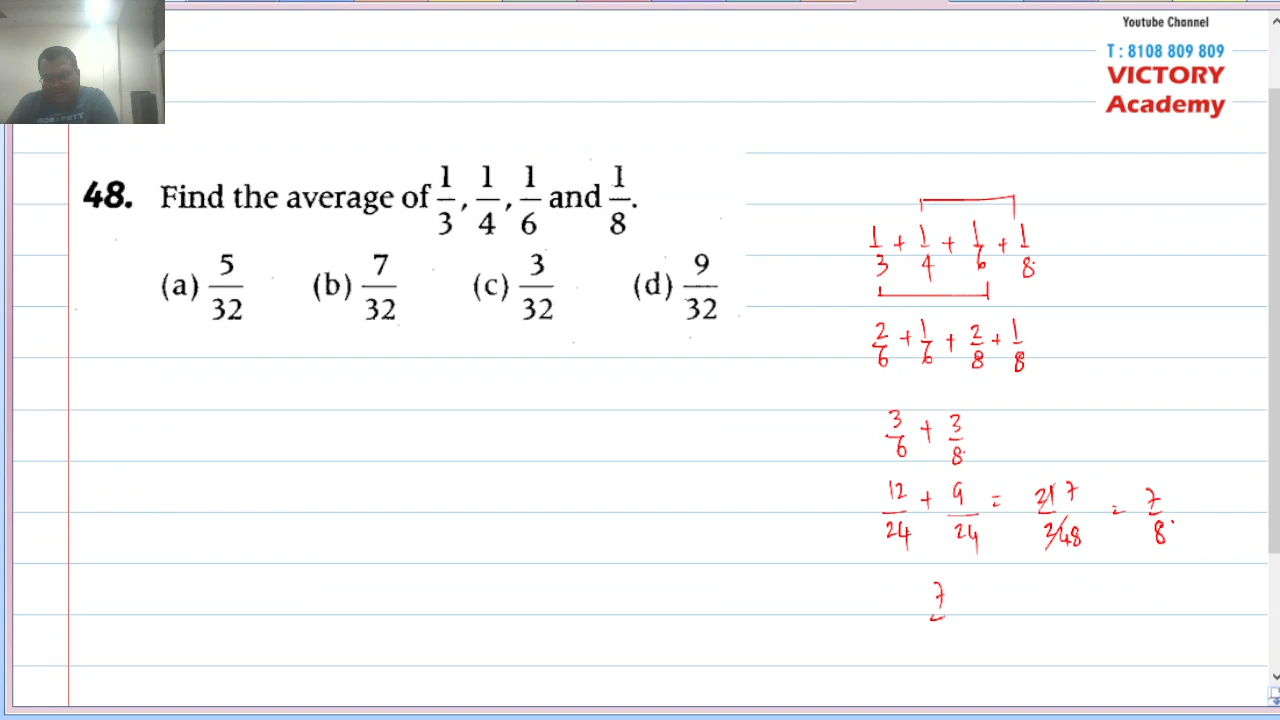 Youtube Channel
T : 8108 809 809
VICTORY
Academy
48. Find the average of 1/3, 1/4, 1/6 and 1/8.
(a) 5/32 (b) 7/32 (c) 3/32 (d) 9/32
1/3 + 1/4 + 1/6 + 1/8
2/6 + 1/6 + 2/8 + 1/8
3/6 + 3/8
12/24 + 9/24 = 21 7/24 8 = 7/8
7